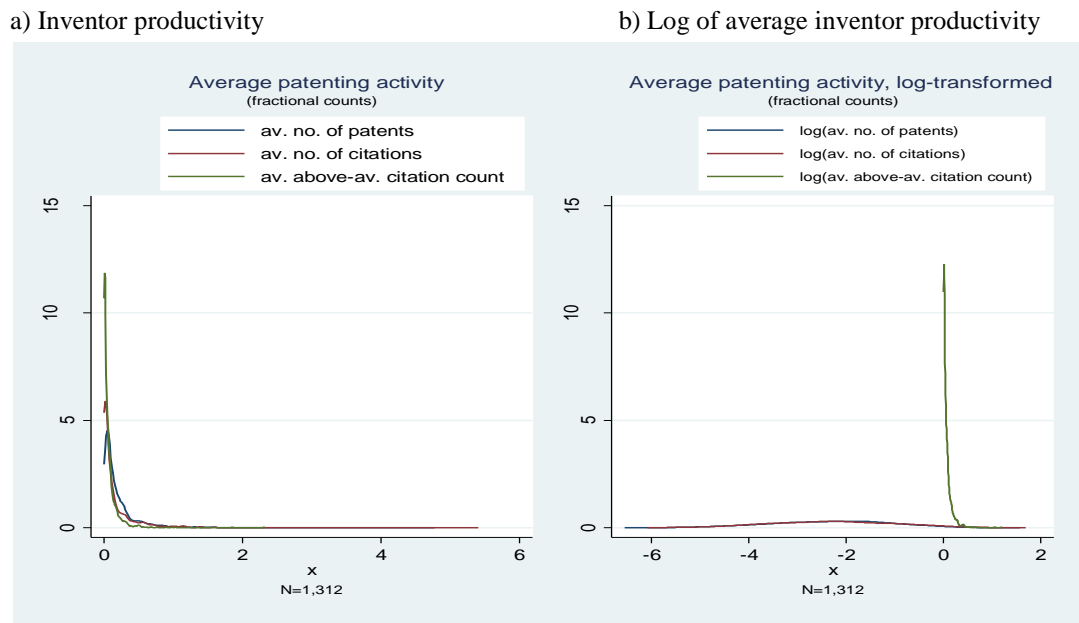 a) Inventor productivity
b) Log of average inventor productivity
Average patenting activity
(fractional counts)
av. no. of patents
av. no. of citations
av. above-av. citation count
15
10
5
0
0 2 4 6
x
N=1,312
Average patenting activity, log-transformed
(fractional counts)
log(av. no. of patents)
log(av. no. of citations)
log(av. above-av. citation count)
15
10
5
0
-6 -4 -2 0 2
x
N=1,312